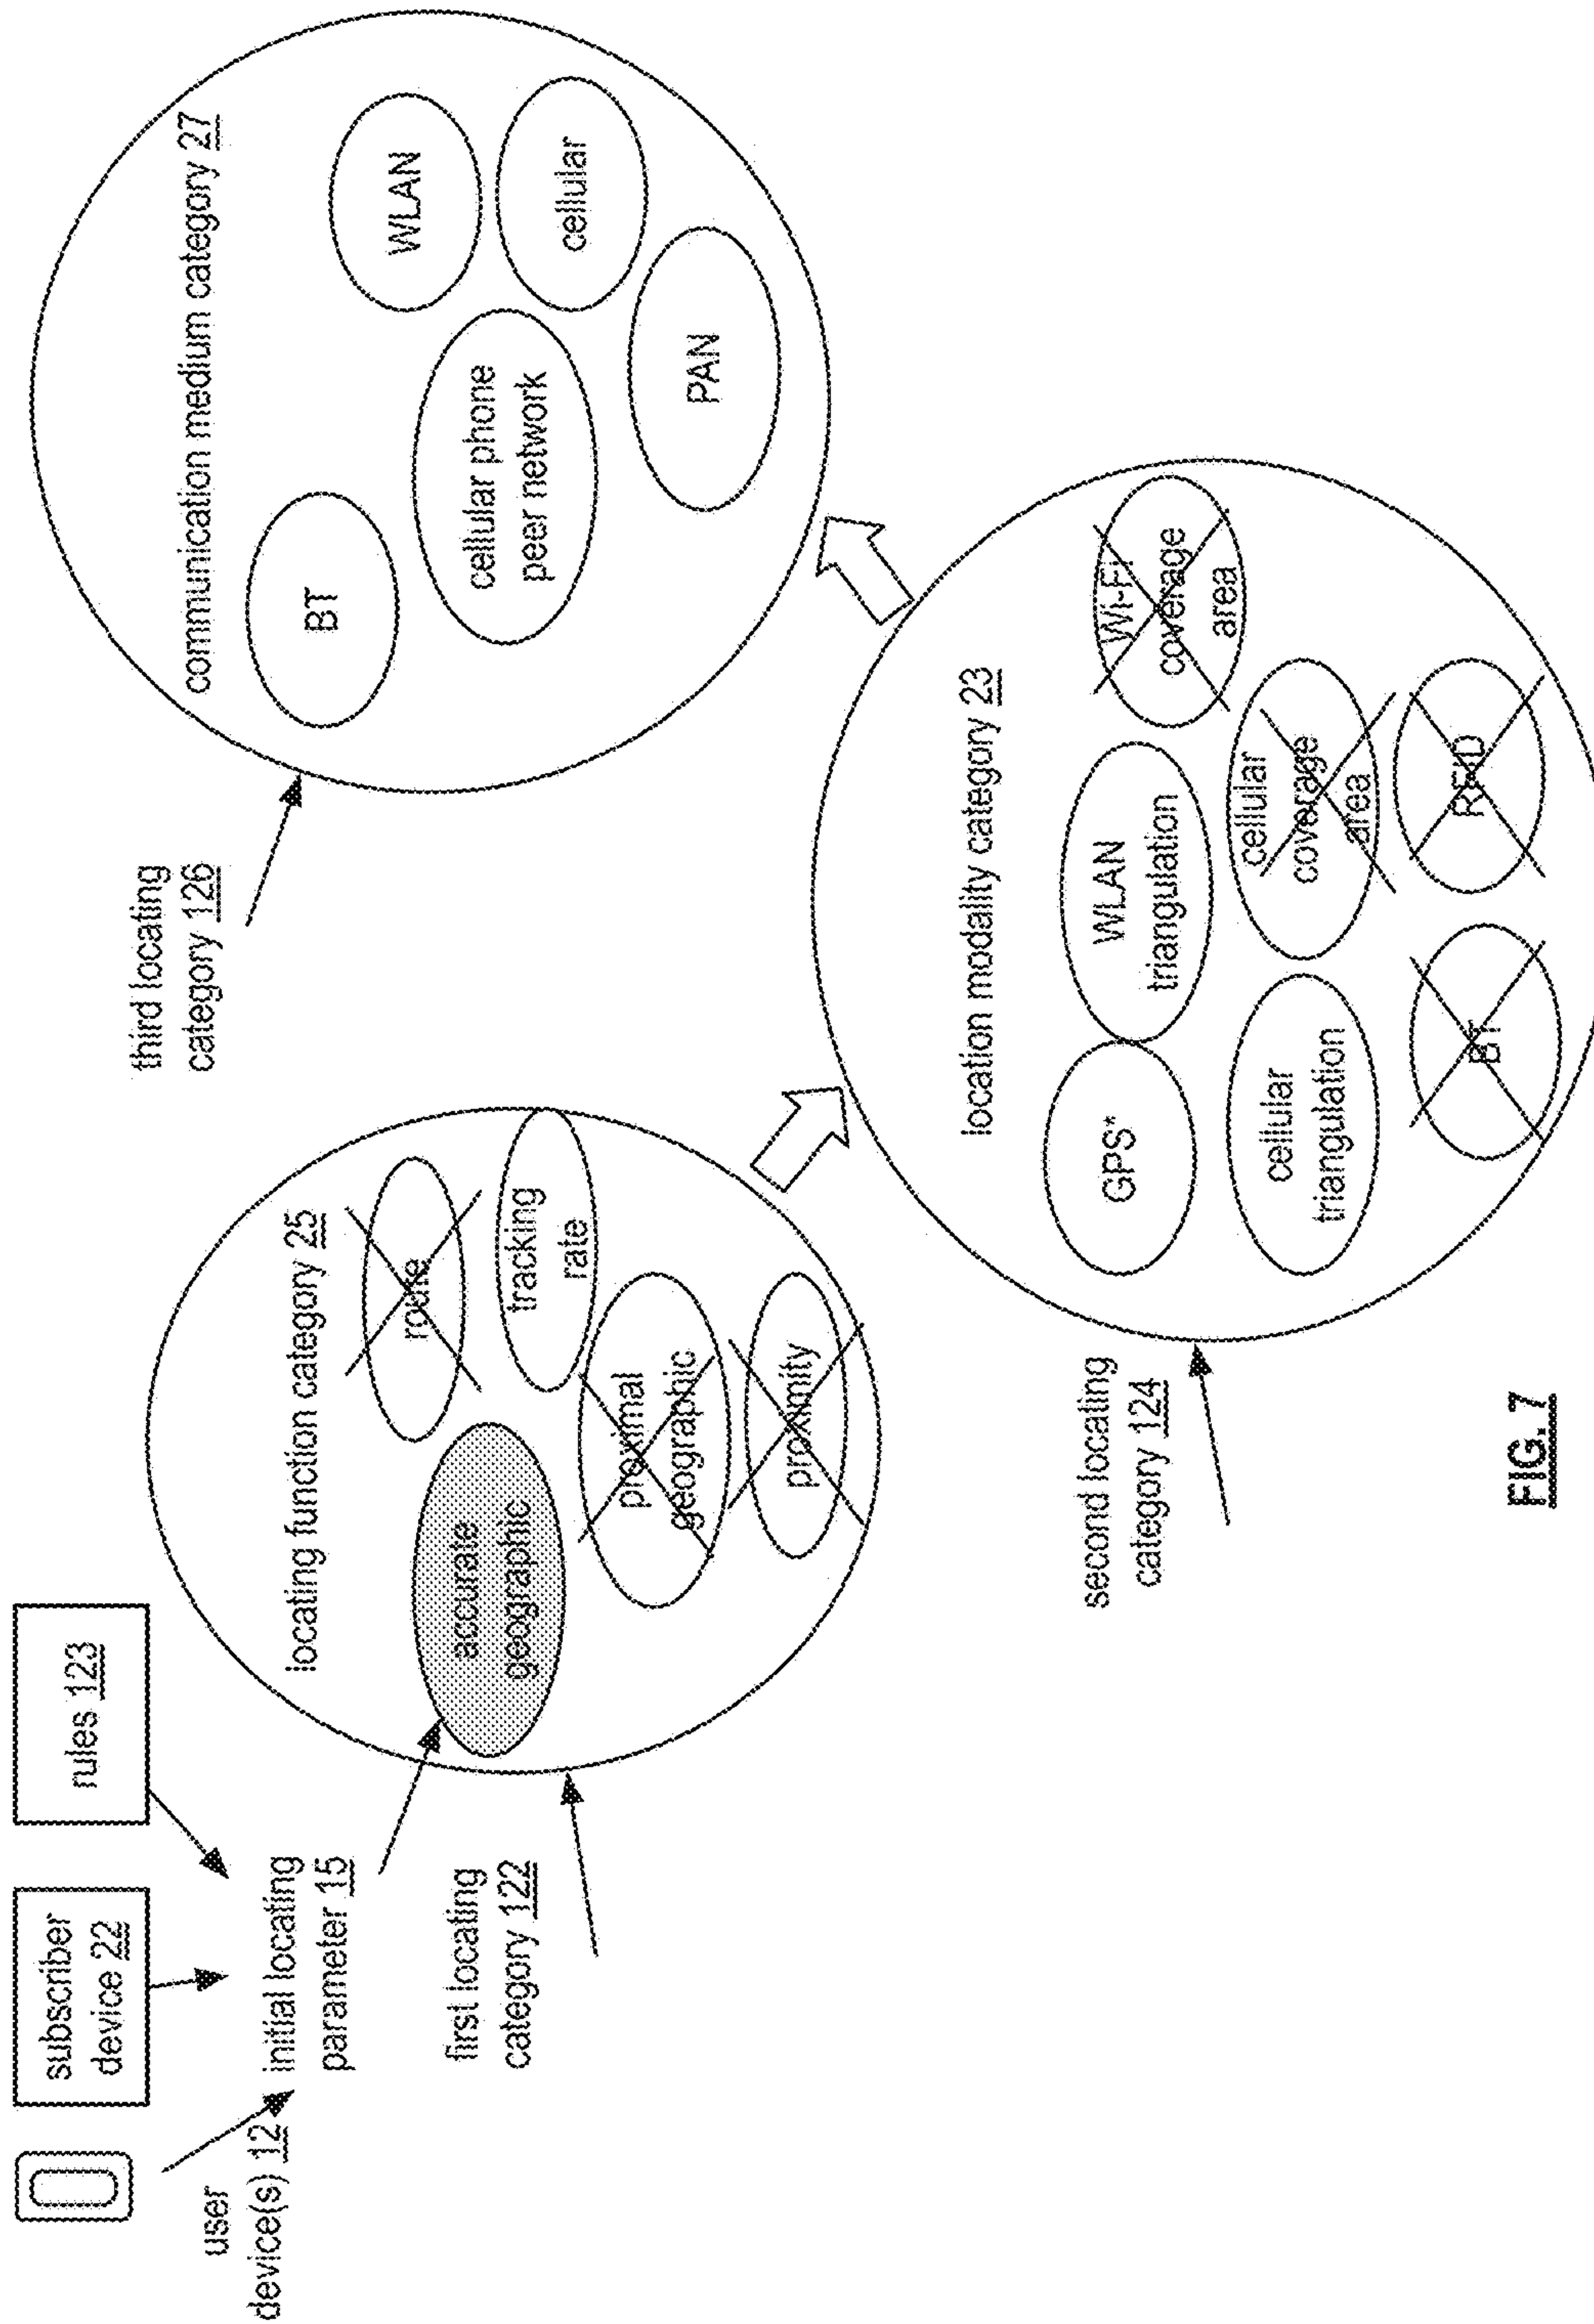 user
device(s) 12
subscriber
device 22
rules 123
initial locating
parameter 15
first locating
category 122
locating function category 25
accurate
geographic
route
tracking
rate
proximal
geographic
proximity
second locating
category 124
location modality category 23
GPS*
WLAN
triangulation
Wi-Fi
coverage
area
cellular
triangulation
cellular
coverage
area
BT
RFID
third locating
category 126
communication medium category 27
BT
WLAN
cellular phone
peer network
cellular
PAN
FIG.7